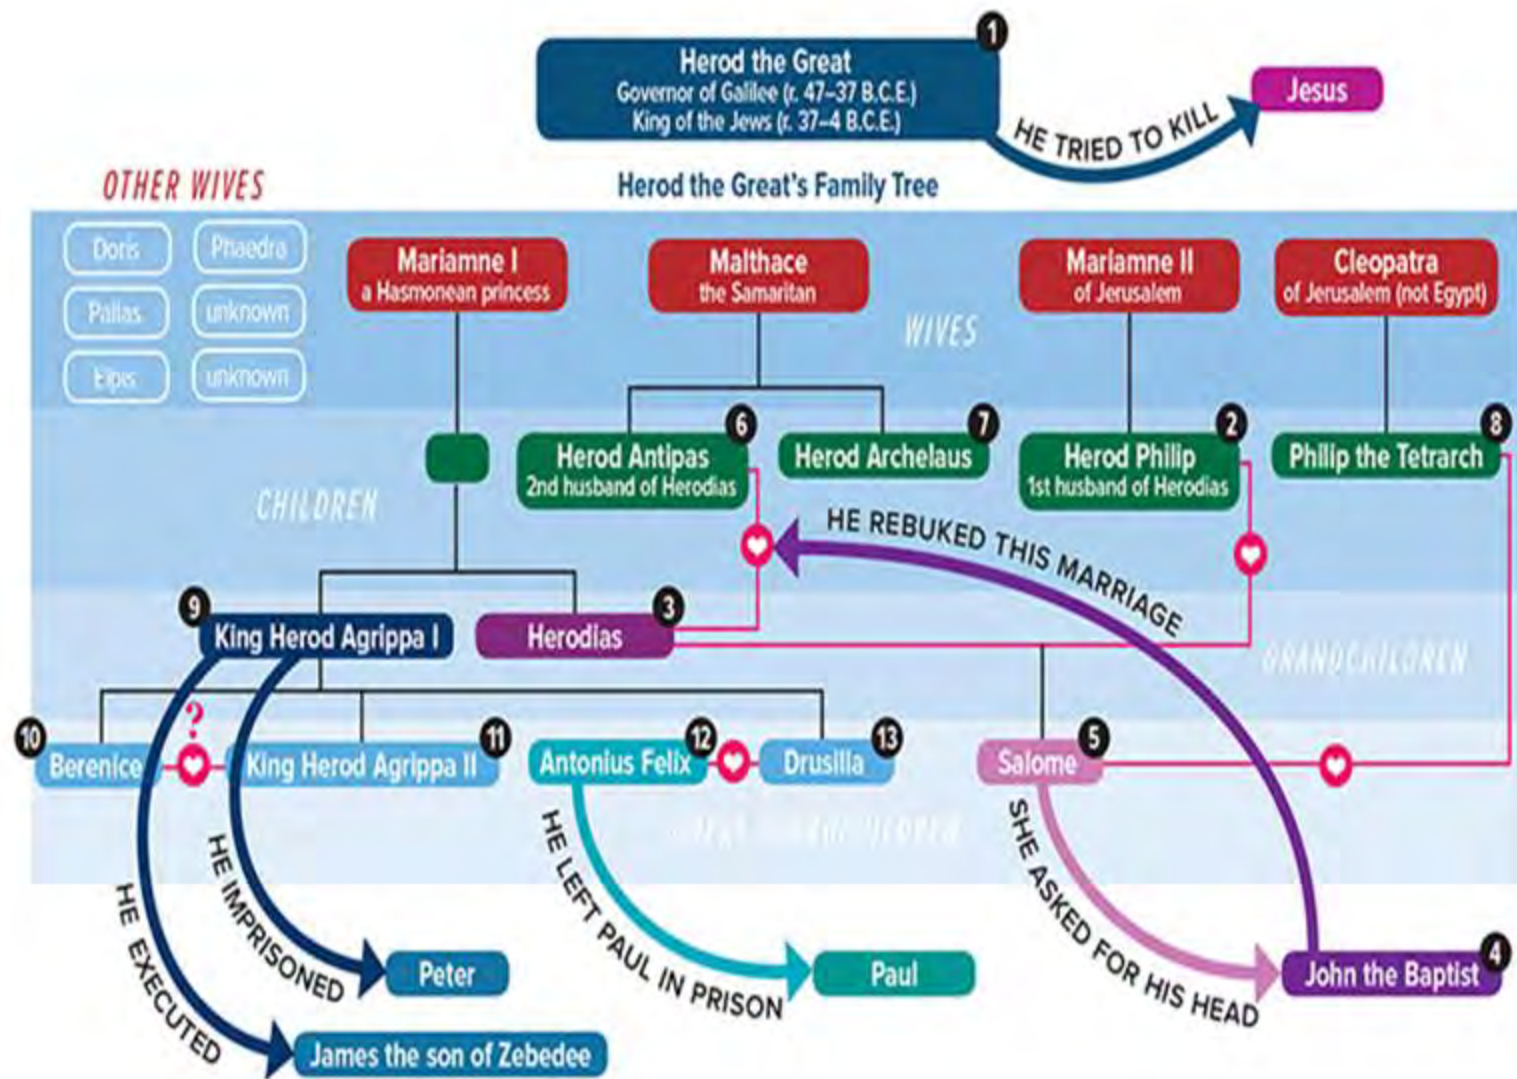 1
Herod the Great
Governor of Galilee (r. 47–37 B.C.E.)
King of the Jews (r. 37–4 B.C.E.)
Jesus
HE TRIED TO KILL
OTHER WIVES
Herod the Great's Family Tree
Doris
Phaedra
Pallas
unknown
Elpis
unknown
Mariamne I
a Hasmonean princess
Malthace
the Samaritan
Mariamne II
of Jerusalem
Cleopatra
of Jerusalem (not Egypt)
WIVES
6
Herod Antipas
2nd husband of Herodias
7
Herod Archelaus
2
Herod Philip
1st husband of Herodias
8
Philip the Tetrarch
CHILDREN
HE REBUKED THIS MARRIAGE
9
King Herod Agrippa I
3
Herodias
GRANDCHILDREN
10
Berenice
?
11
King Herod Agrippa II
12
Antonius Felix
13
Drusilla
5
Salome
HE EXECUTED
HE IMPRISONED
HE LEFT PAUL IN PRISON
SHE ASKED FOR HIS HEAD
Peter
Paul
4
John the Baptist
James the son of Zebedee